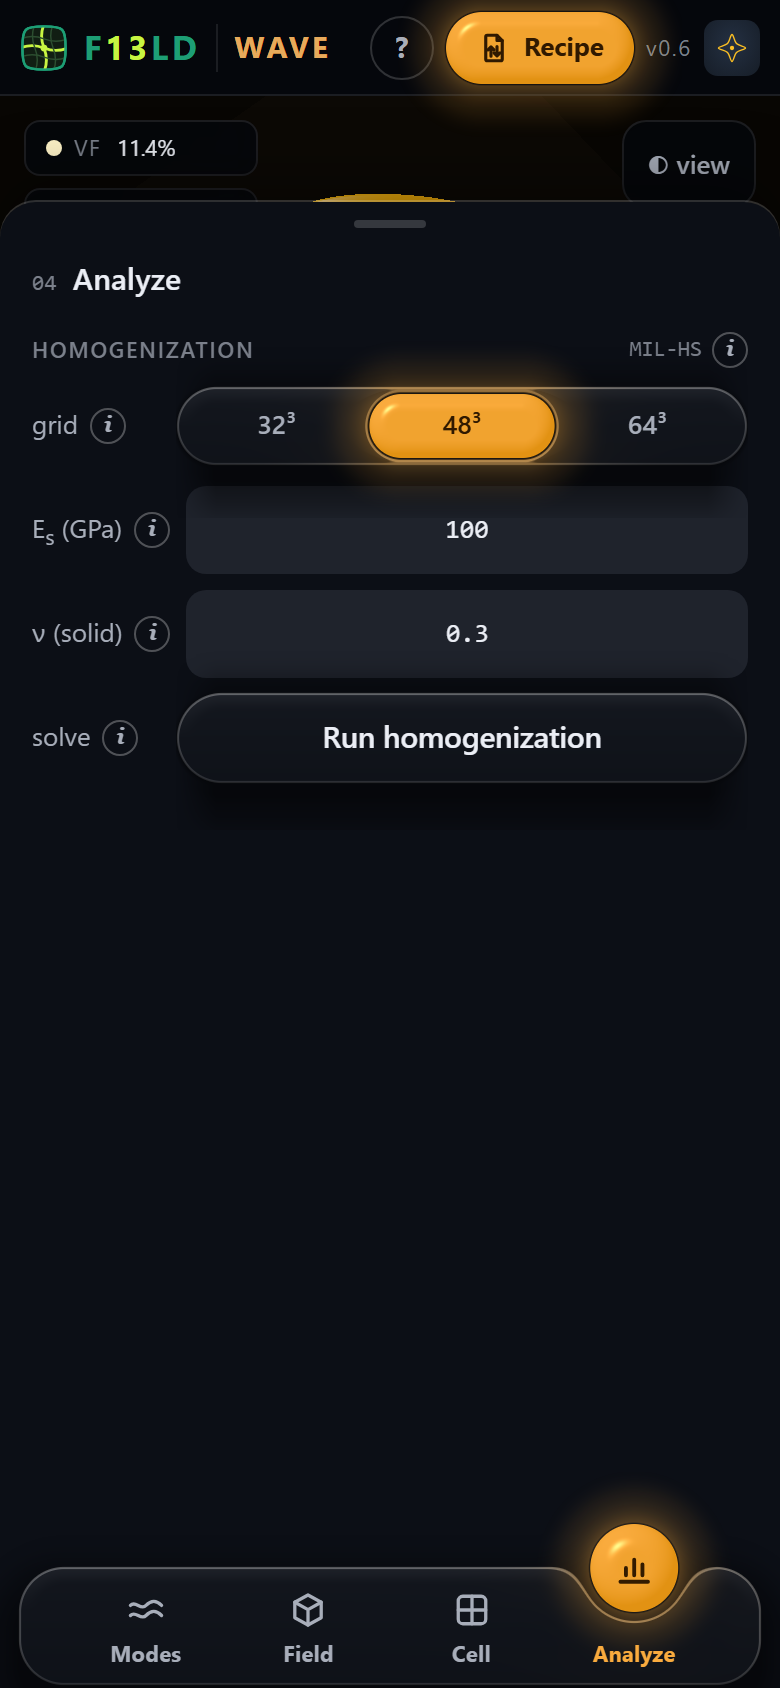 F13LD WAVE ? Recipe v0.6
VF 11.4%
view
04 Analyze
HOMOGENIZATION MIL-HS i
grid i 32³ 48³ 64³
Eₛ (GPa) i 100
ν (solid) i 0.3
solve i Run homogenization
Modes Field Cell Analyze